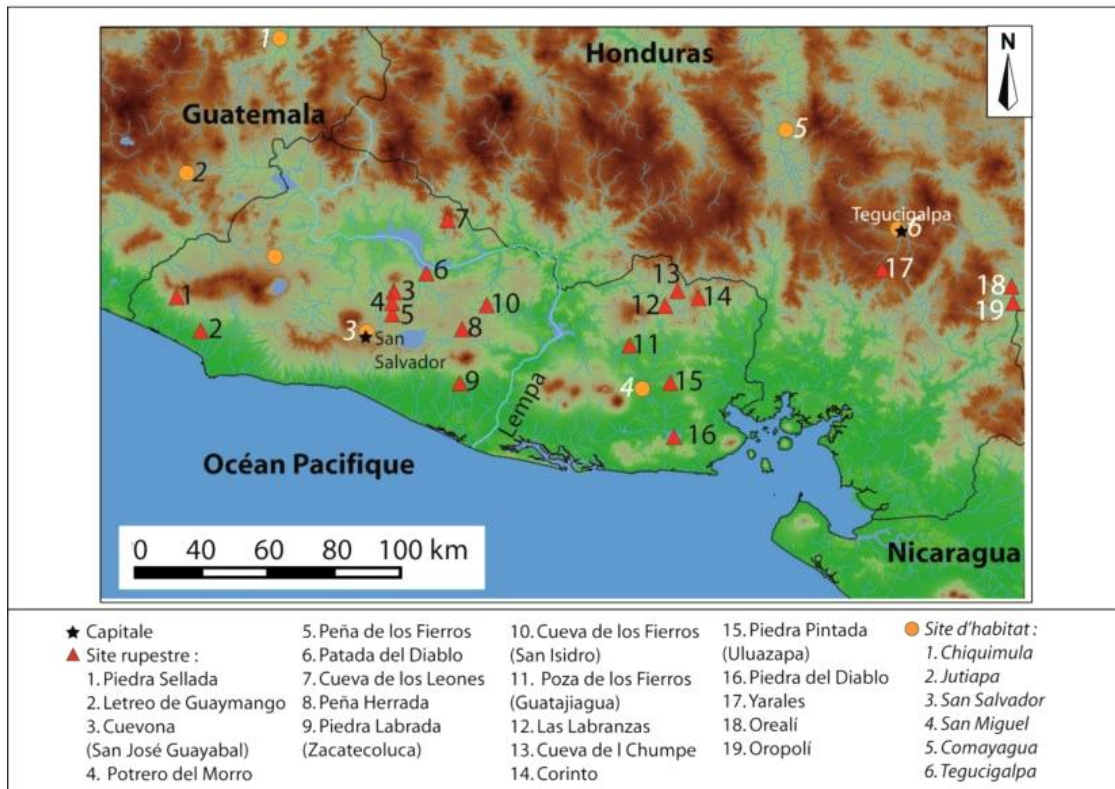 1
Honduras
N
Guatemala
5
2
7
Tegucigalpa
6
6
17
13
18
1
4
3
10
12
14
19
5
2
3
8
11
San
Salvador
9
4
15
Lempa
16
Océan Pacifique
0 40 60 80 100 km
Nicaragua
Capitale
Site rupestre :
1. Piedra Sellada
2. Letreo de Guaymango
3. Cuevona
(San José Guayabal)
4. Potrero del Morro
5. Peña de los Fierros
6. Patada del Diablo
7. Cueva de los Leones
8. Peña Herrada
9. Piedra Labrada
(Zacatecoluca)
10. Cueva de los Fierros
(San Isidro)
11. Poza de los Fierros
(Guatajiagua)
12. Las Labranzas
13. Cueva de l Chumpe
14. Corinto
15. Piedra Pintada
(Uluazapa)
16. Piedra del Diablo
17. Yarales
18. Orealí
19. Oropolí
Site d'habitat :
1. Chiquimula
2. Jutiapa
3. San Salvador
4. San Miguel
5. Comayagua
6. Tegucigalpa